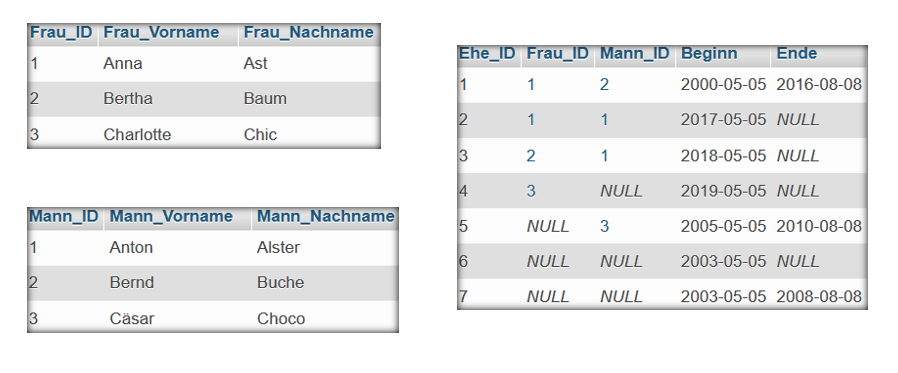 Frau_ID Frau_Vorname Frau_Nachname
1 Anna Ast
2 Bertha Baum
3 Charlotte Chic
Mann_ID Mann_Vorname Mann_Nachname
1 Anton Alster
2 Bernd Buche
3 Cäsar Choco
Ehe_ID Frau_ID Mann_ID Beginn Ende
1 1 2 2000-05-05 2016-08-08
2 1 1 2017-05-05 NULL
3 2 1 2018-05-05 NULL
4 3 NULL 2019-05-05 NULL
5 NULL 3 2005-05-05 2010-08-08
6 NULL NULL 2003-05-05 NULL
7 NULL NULL 2003-05-05 2008-08-08